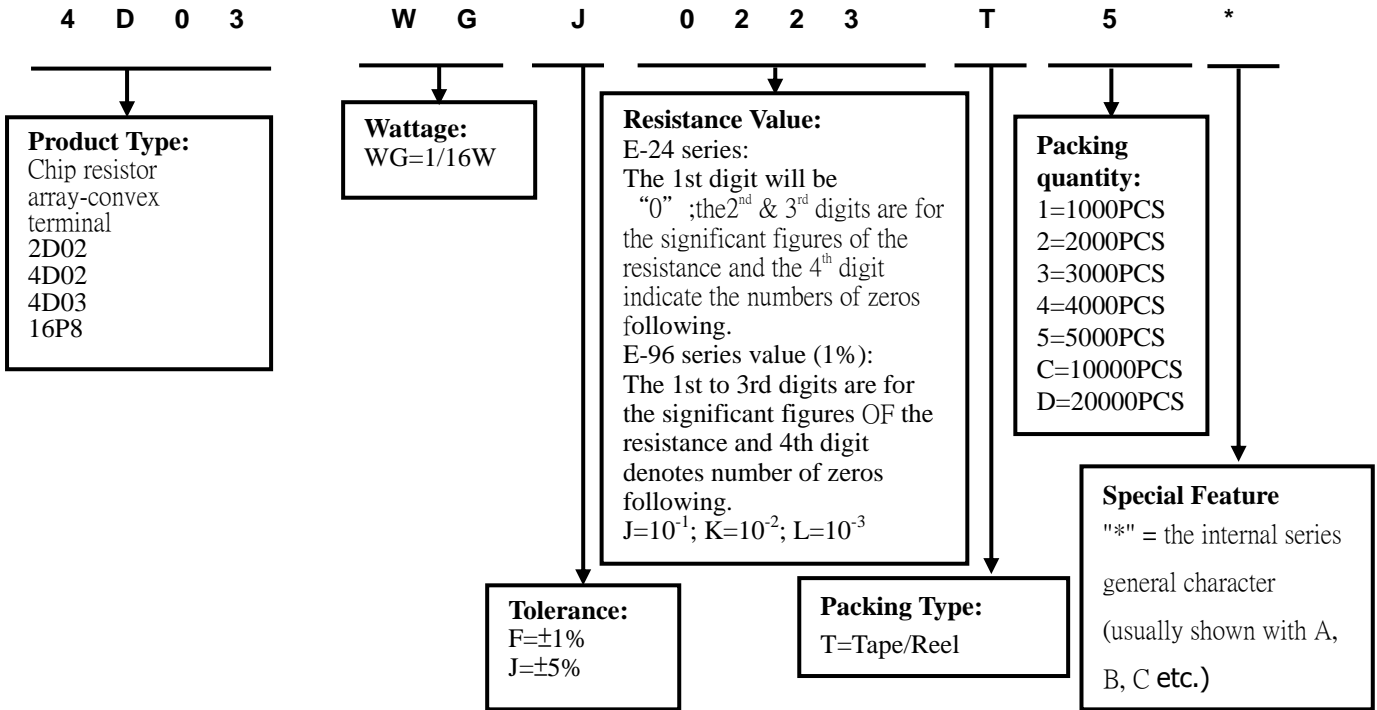 4 D 0 3 W G J 0 2 2 3 T 5 *
Product Type:
Chip resistor
array-convex
terminal
2D02
4D02
4D03
16P8
Wattage:
WG=1/16W
Resistance Value:
E-24 series:
The 1st digit will be
“0” ;the2nd & 3rd digits are for
the significant figures of the
resistance and the 4th digit
indicate the numbers of zeros
following.
E-96 series value (1%):
The 1st to 3rd digits are for
the significant figures OF the
resistance and 4th digit
denotes number of zeros
following.
J=10-1; K=10-2; L=10-3
Packing
quantity:
1=1000PCS
2=2000PCS
3=3000PCS
4=4000PCS
5=5000PCS
C=10000PCS
D=20000PCS
Tolerance:
F=±1%
J=±5%
Packing Type:
T=Tape/Reel
Special Feature
"*" = the internal series
general character
(usually shown with A,
B, C etc.)